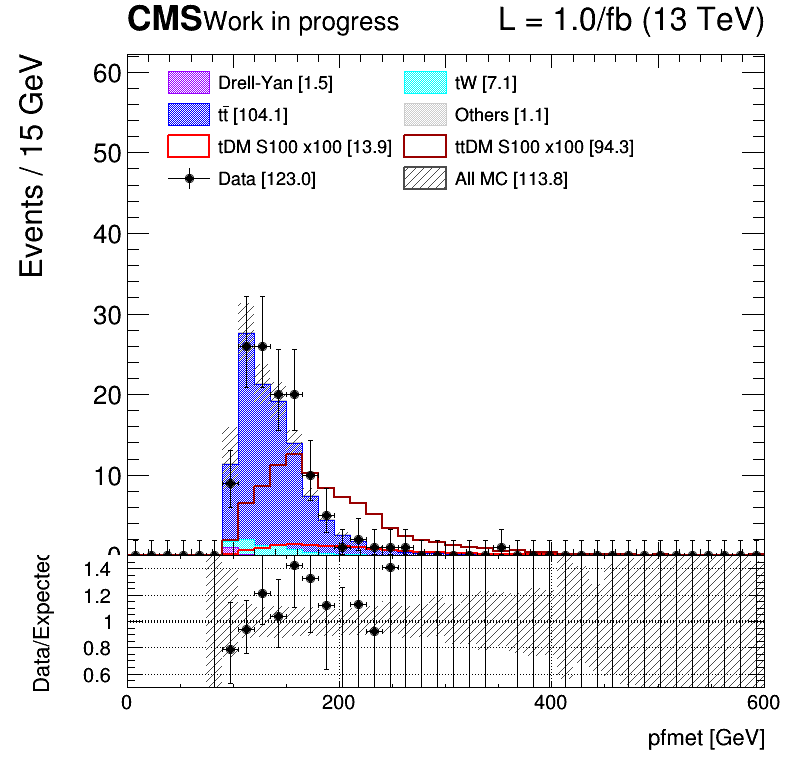 CMS Work in progress L = 1.0/fb (13 TeV)
Events / 15 GeV
60
50
40
30
20
10
0
Drell-Yan [1.5] tW [7.1]
tt̄ [104.1] Others [1.1]
tDM S100 x100 [13.9] ttDM S100 x100 [94.3]
Data [123.0] All MC [113.8]
Data/Expected
1.4
1.2
1
0.8
0.6
0 200 400 600
pfmet [GeV]